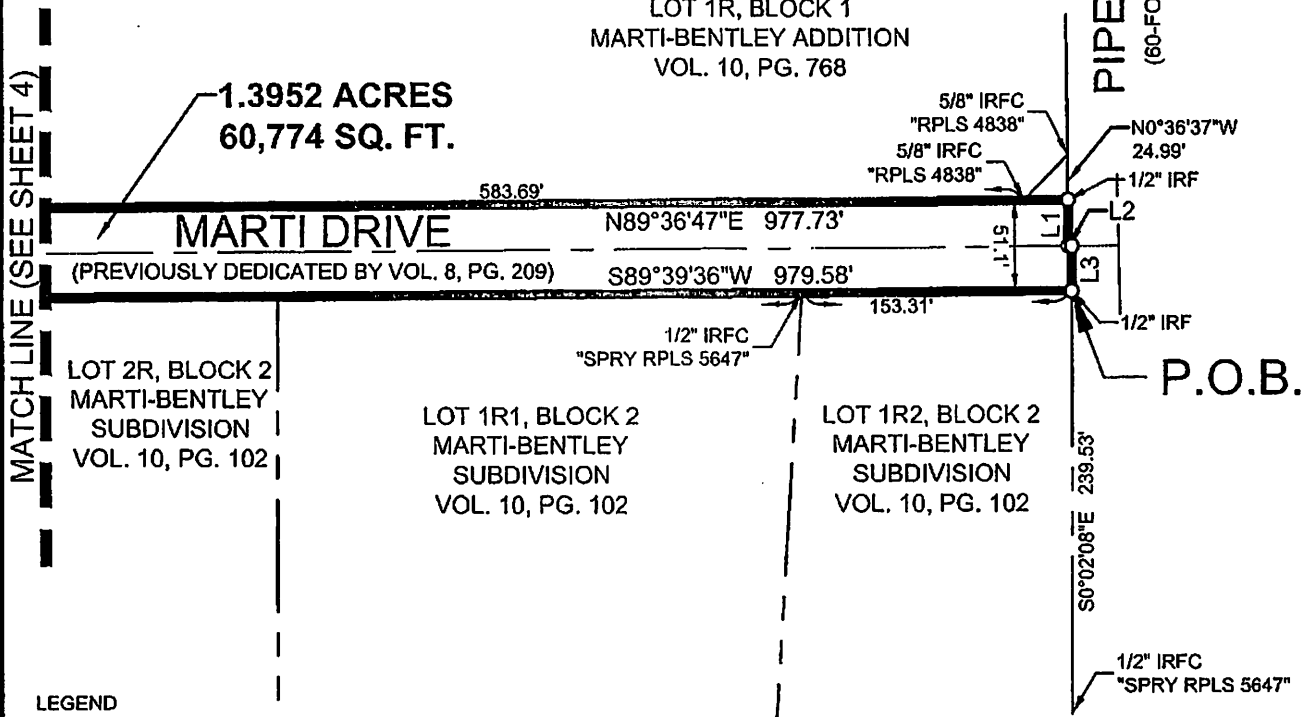 LOT 1R, BLOCK 1
MARTI-BENTLEY ADDITION
VOL. 10, PG. 768
PIPE
(60-FO
MATCH LINE (SEE SHEET 4)
1.3952 ACRES
60,774 SQ. FT.
5/8" IRFC
"RPLS 4838"
5/8" IRFC
"RPLS 4838"
N0°36'37"W
24.99'
1/2" IRF
583.69'
MARTI DRIVE
N89°36'47"E 977.73'
L1
L2
51.1'
(PREVIOUSLY DEDICATED BY VOL. 8, PG. 209)
S89°39'36"W 979.58'
L3
153.31'
1/2" IRF
1/2" IRFC
"SPRY RPLS 5647"
P.O.B.
LOT 2R, BLOCK 2
MARTI-BENTLEY
SUBDIVISION
VOL. 10, PG. 102
LOT 1R1, BLOCK 2
MARTI-BENTLEY
SUBDIVISION
VOL. 10, PG. 102
LOT 1R2, BLOCK 2
MARTI-BENTLEY
SUBDIVISION
VOL. 10, PG. 102
S0°02'08"E 239.53'
1/2" IRFC
"SPRY RPLS 5647"
LEGEND